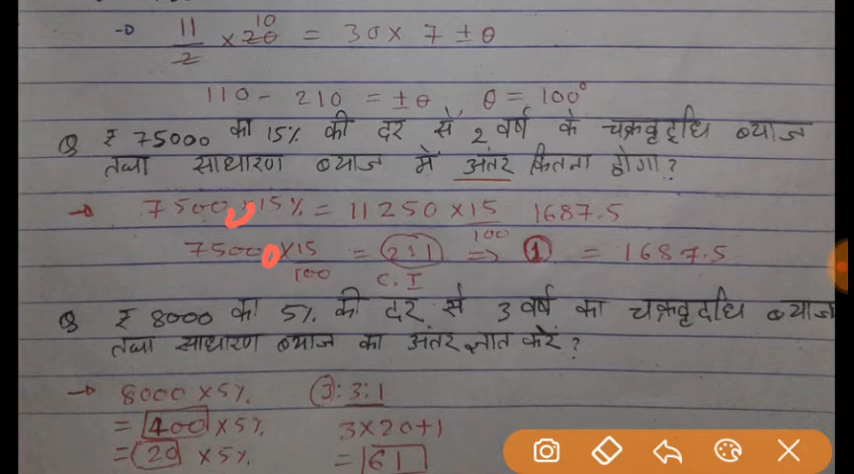 → 11/2 × 20 10 = 30 × 7 ± θ
110 - 210 = ± θ, θ = 100°
Q ₹ 75000 का 15% की दर से 2 वर्ष के चक्रवृद्धि ब्याज
तथा साधारण ब्याज में अंतर कितना होगा?
→ 7500 × 15% = 11250 × 15/100 1687.5
75000 × 15/100 = 2:1 ⇒ 1 = 1687.5
C.I
Q ₹ 8000 का 5% की दर से 3 वर्ष का चक्रवृद्धि ब्याज
तथा साधारण ब्याज का अंतर ज्ञात करें?
→ 8000 × 5% 3:3:1
= 400 × 5% 3×20+1
= 20 × 5% = 61